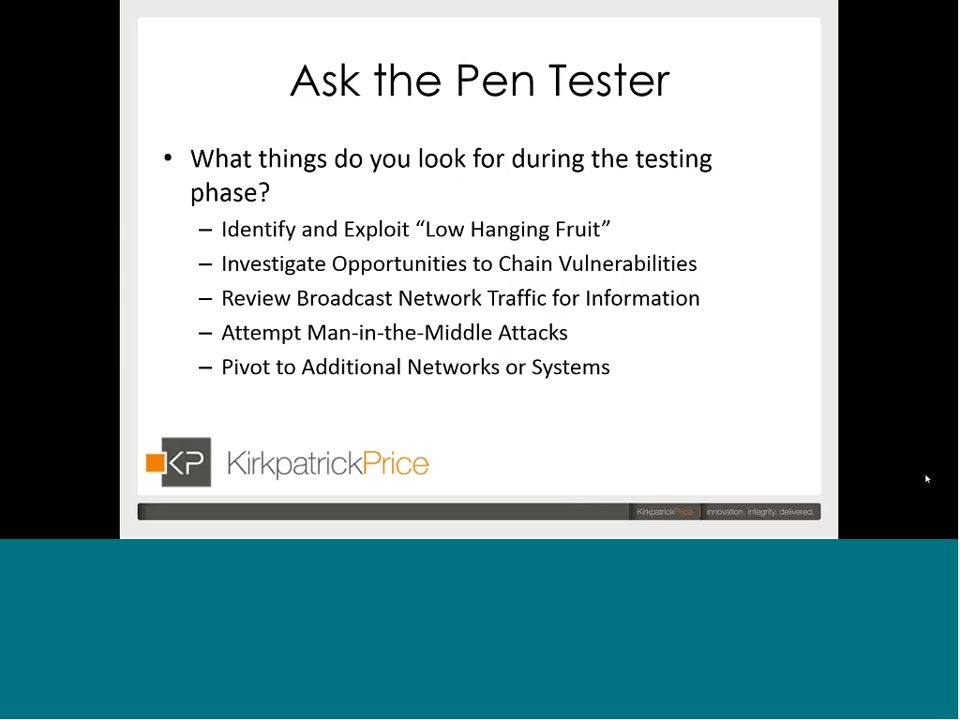 Ask the Pen Tester
• What things do you look for during the testing
phase?
– Identify and Exploit “Low Hanging Fruit”
– Investigate Opportunities to Chain Vulnerabilities
– Review Broadcast Network Traffic for Information
– Attempt Man-in-the-Middle Attacks
– Pivot to Additional Networks or Systems
KP KirkpatrickPrice
KirkpatrickPrice innovation. integrity. delivered.